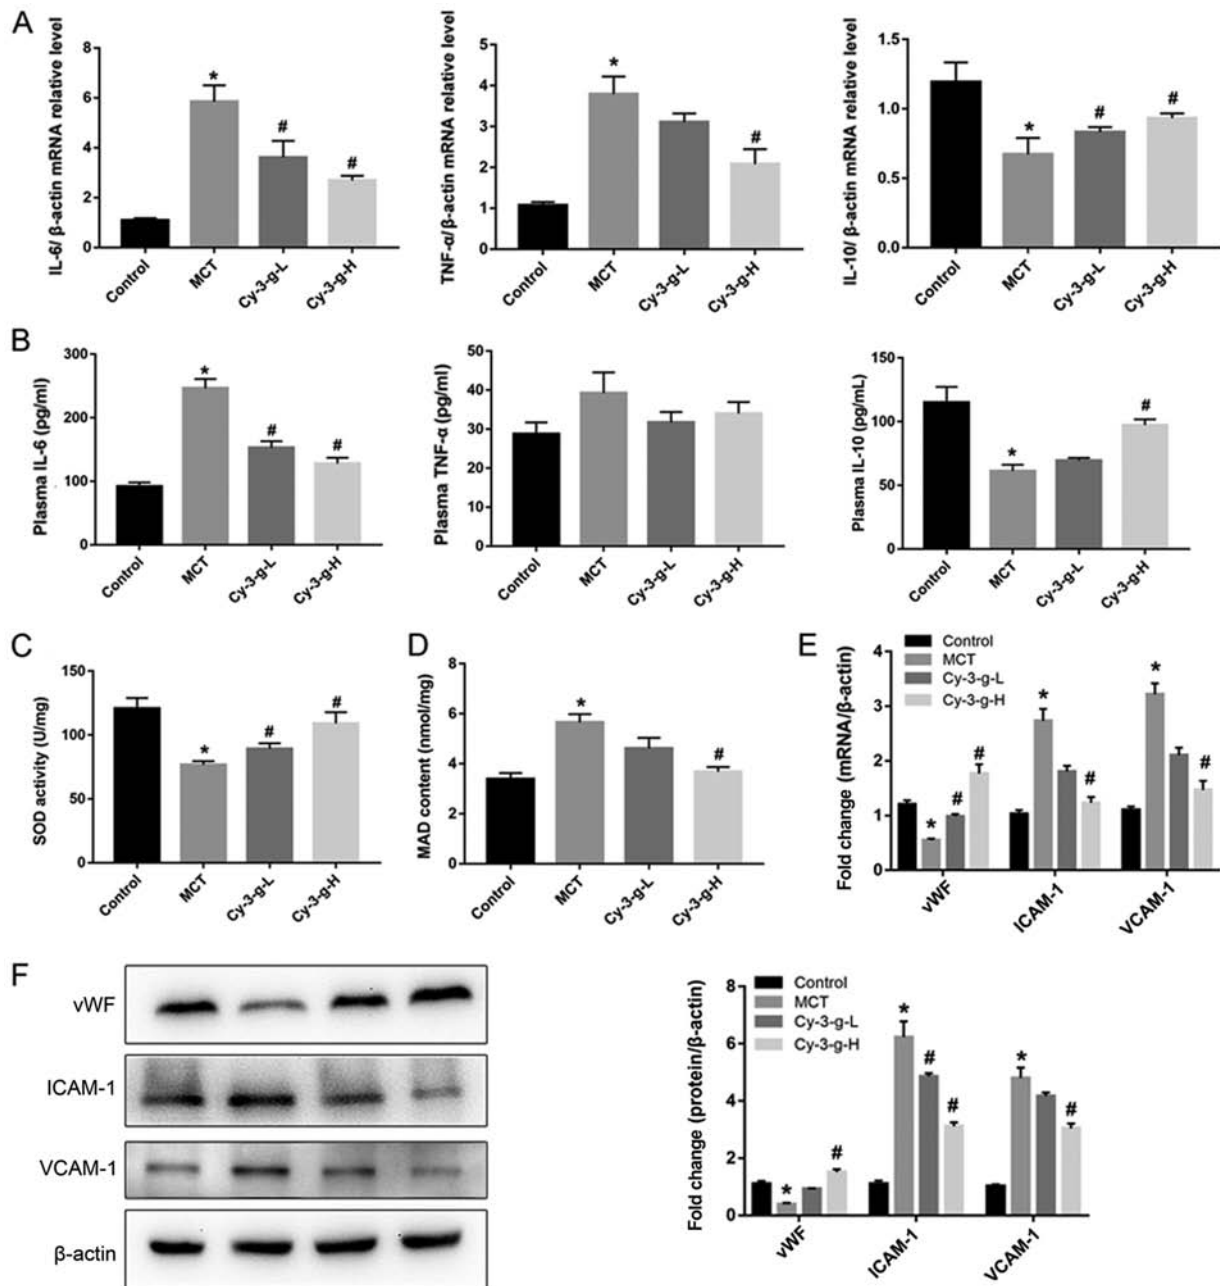 A
IL-6/ β-actin mRNA relative level
8
6
4
2
0
*
#
#
Control
MCT
Cy-3-g-L
Cy-3-g-H
TNF-α/ β-actin mRNA relative level
5
4
3
2
1
0
*
#
Control
MCT
Cy-3-g-L
Cy-3-g-H
IL-10/ β-actin mRNA relative level
1.5
1.0
0.5
0.0
*
#
#
Control
MCT
Cy-3-g-L
Cy-3-g-H
B
Plasma IL-6 (pg/ml)
300
200
100
0
*
#
#
Control
MCT
Cy-3-g-L
Cy-3-g-H
Plasma TNF-α (pg/ml)
50
40
30
20
10
0
Control
MCT
Cy-3-g-L
Cy-3-g-H
Plasma IL-10 (pg/mL)
150
100
50
0
*
#
Control
MCT
Cy-3-g-L
Cy-3-g-H
C
SOD activity (U/mg)
150
100
50
0
*
#
#
Control
MCT
Cy-3-g-L
Cy-3-g-H
D
MAD content (nmol/mg)
8
6
4
2
0
*
#
Control
MCT
Cy-3-g-L
Cy-3-g-H
E
Control
MCT
Cy-3-g-L
Cy-3-g-H
Fold change (mRNA/β-actin)
4
3
2
1
0
*
#
#
*
#
*
#
vWF
ICAM-1
VCAM-1
F
vWF
ICAM-1
VCAM-1
β-actin
Control
MCT
Cy-3-g-L
Cy-3-g-H
Fold change (protein/β-actin)
8
6
4
2
0
*
#
*
#
#
*
#
vWF
ICAM-1
VCAM-1